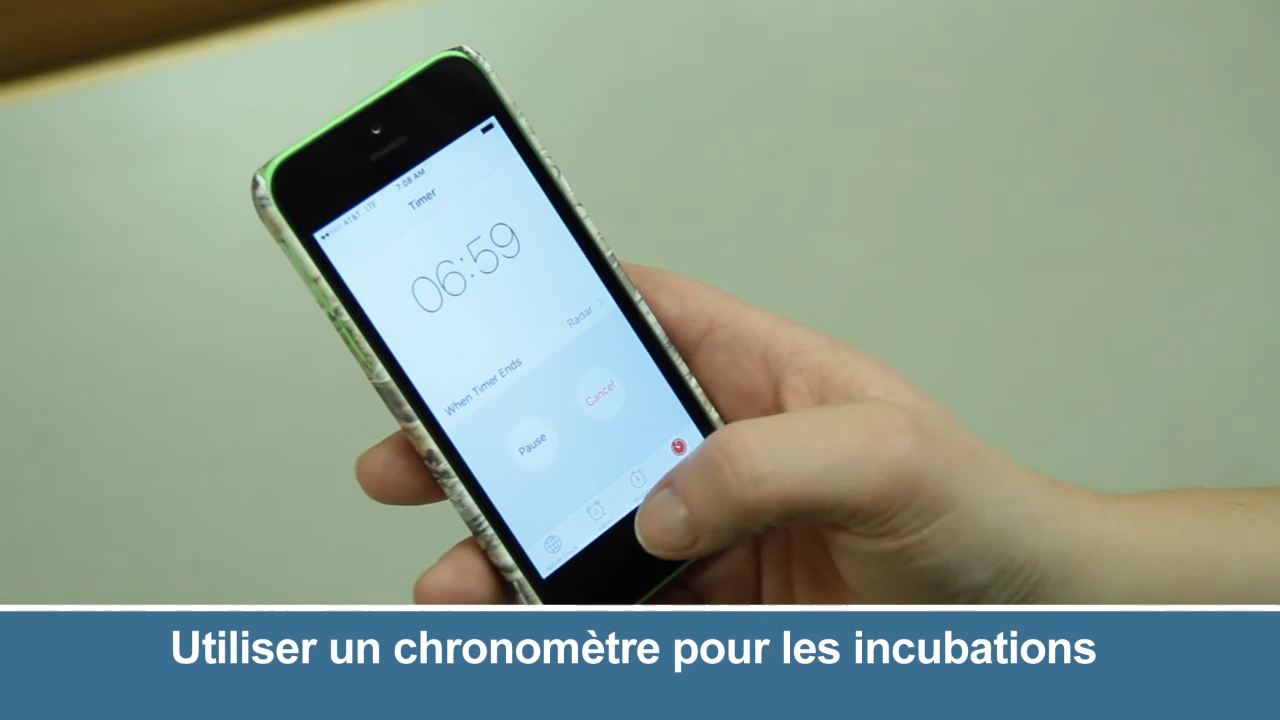 AT&T LTE 7:08 AM
Timer
06:59
When Timer Ends Radar
Pause Cancel
Utiliser un chronomètre pour les incubations